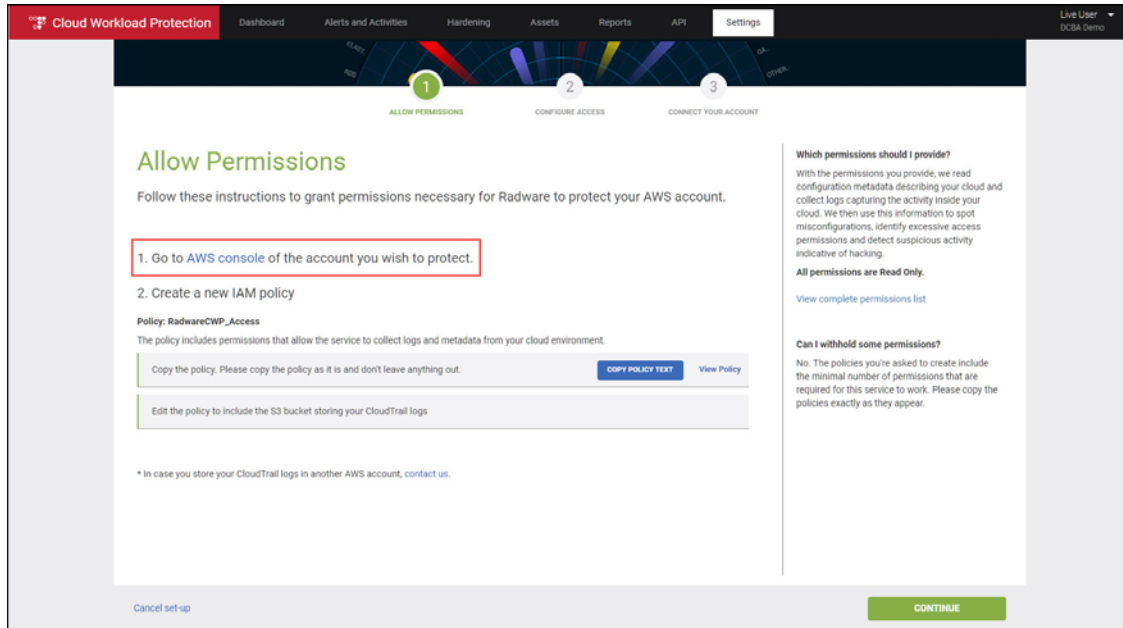 Cloud Workload Protection
Dashboard
Alerts and Activities
Hardening
Assets
Reports
API
Settings
Live User
DCBA Demo
ELAST..
RDS
GA..
OTHER..
1
2
3
ALLOW PERMISSIONS
CONFIGURE ACCESS
CONNECT YOUR ACCOUNT
Allow Permissions
Follow these instructions to grant permissions necessary for Radware to protect your AWS account.
1. Go to AWS console of the account you wish to protect.
2. Create a new IAM policy
Policy: RadwareCWP_Access
The policy includes permissions that allow the service to collect logs and metadata from your cloud environment.
Copy the policy. Please copy the policy as it is and don't leave anything out.
COPY POLICY TEXT
View Policy
Edit the policy to include the S3 bucket storing your CloudTrail logs
* In case you store your CloudTrail logs in another AWS account, contact us.
Which permissions should I provide?
With the permissions you provide, we read
configuration metadata describing your cloud and
collect logs capturing the activity inside your
cloud. We then use this information to spot
misconfigurations, identify excessive access
permissions and detect suspicious activity
indicative of hacking.
All permissions are Read Only.
View complete permissions list
Can I withhold some permissions?
No. The policies you're asked to create include
the minimal number of permissions that are
required for this service to work. Please copy the
policies exactly as they appear.
Cancel set-up
CONTINUE